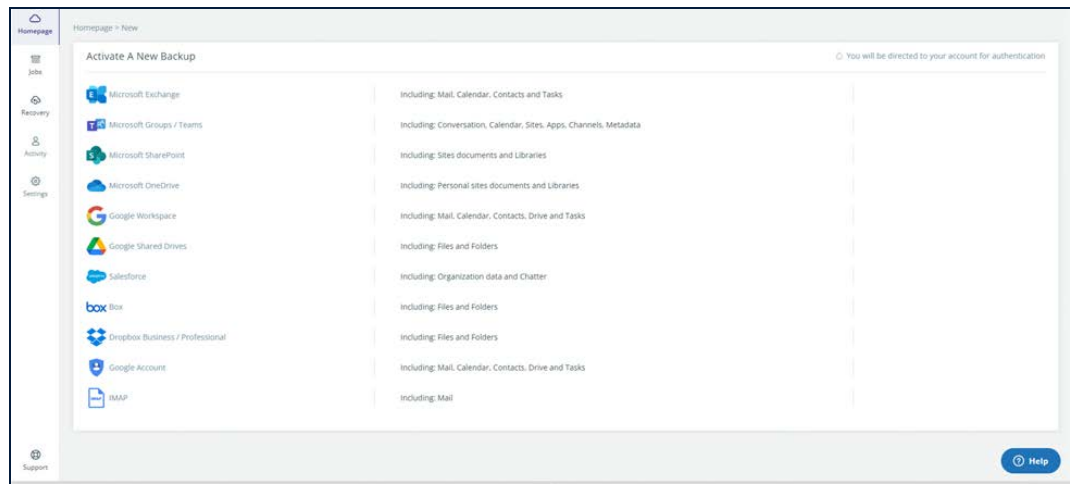 Homepage
Jobs
Recovery
Activity
Settings
Support
Homepage > New
Activate A New Backup
You will be directed to your account for authentication
Microsoft Exchange
Including: Mail, Calendar, Contacts and Tasks
Microsoft Groups / Teams
Including: Conversation, Calendar, Sites, Apps, Channels, Metadata
Microsoft SharePoint
Including: Sites documents and Libraries
Microsoft OneDrive
Including: Personal sites documents and Libraries
Google Workspace
Including: Mail, Calendar, Contacts, Drive and Tasks
Google Shared Drives
Including: Files and Folders
Salesforce
Including: Organization data and Chatter
box Box
Including: Files and Folders
Dropbox Business / Professional
Including: Files and Folders
Google Account
Including: Mail, Calendar, Contacts, Drive and Tasks
IMAP
Including: Mail
Help